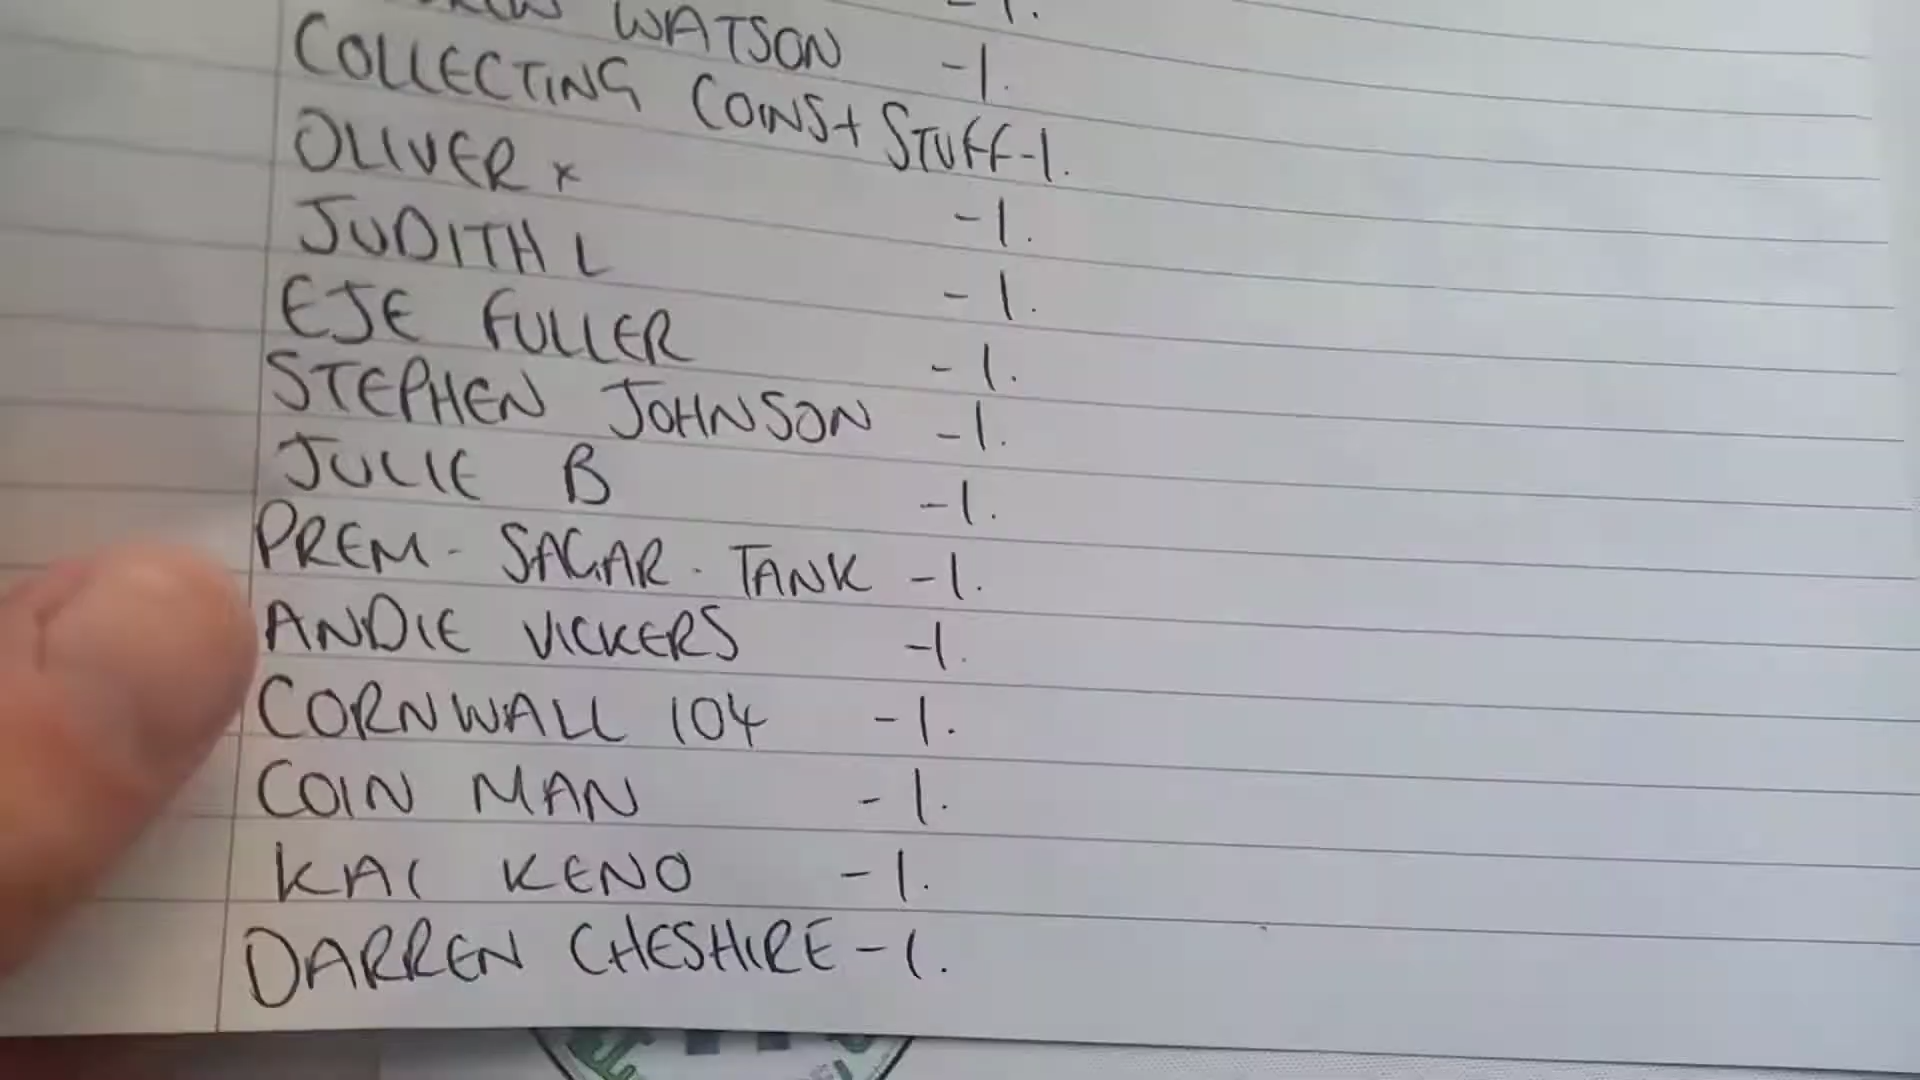 WATSON -1.
COLLECTING COINS+ STUFF-1.
OLIVER x -1.
JUDITH L -1.
EJE FULLER -1.
STEPHEN JOHNSON -1.
JULIE B -1.
PREM - SAGAR - TANK -1.
ANDIE VICKERS -1.
CORNWALL 104 -1.
COIN MAN -1.
KAI KENO -1.
DARREN CHESHIRE -1.